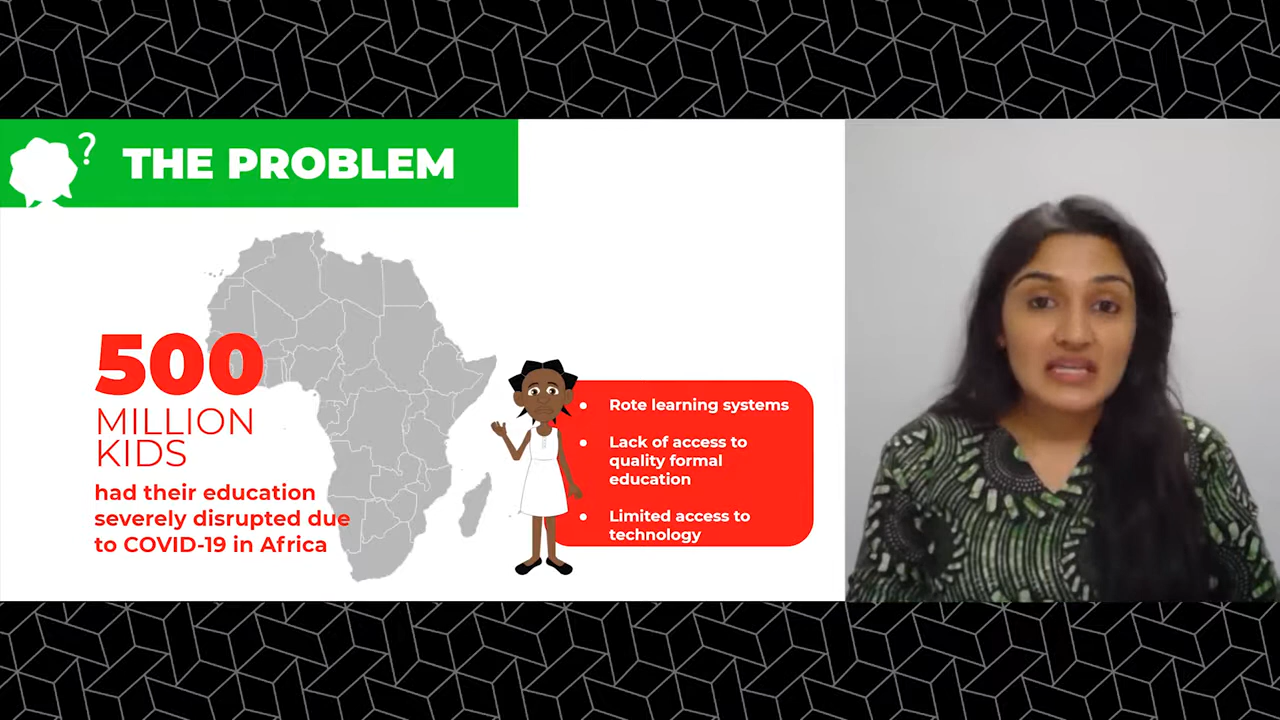 ?
THE PROBLEM
500
MILLION
KIDS
had their education
severely disrupted due
to COVID-19 in Africa
• Rote learning systems
• Lack of access to
quality formal
education
• Limited access to
technology